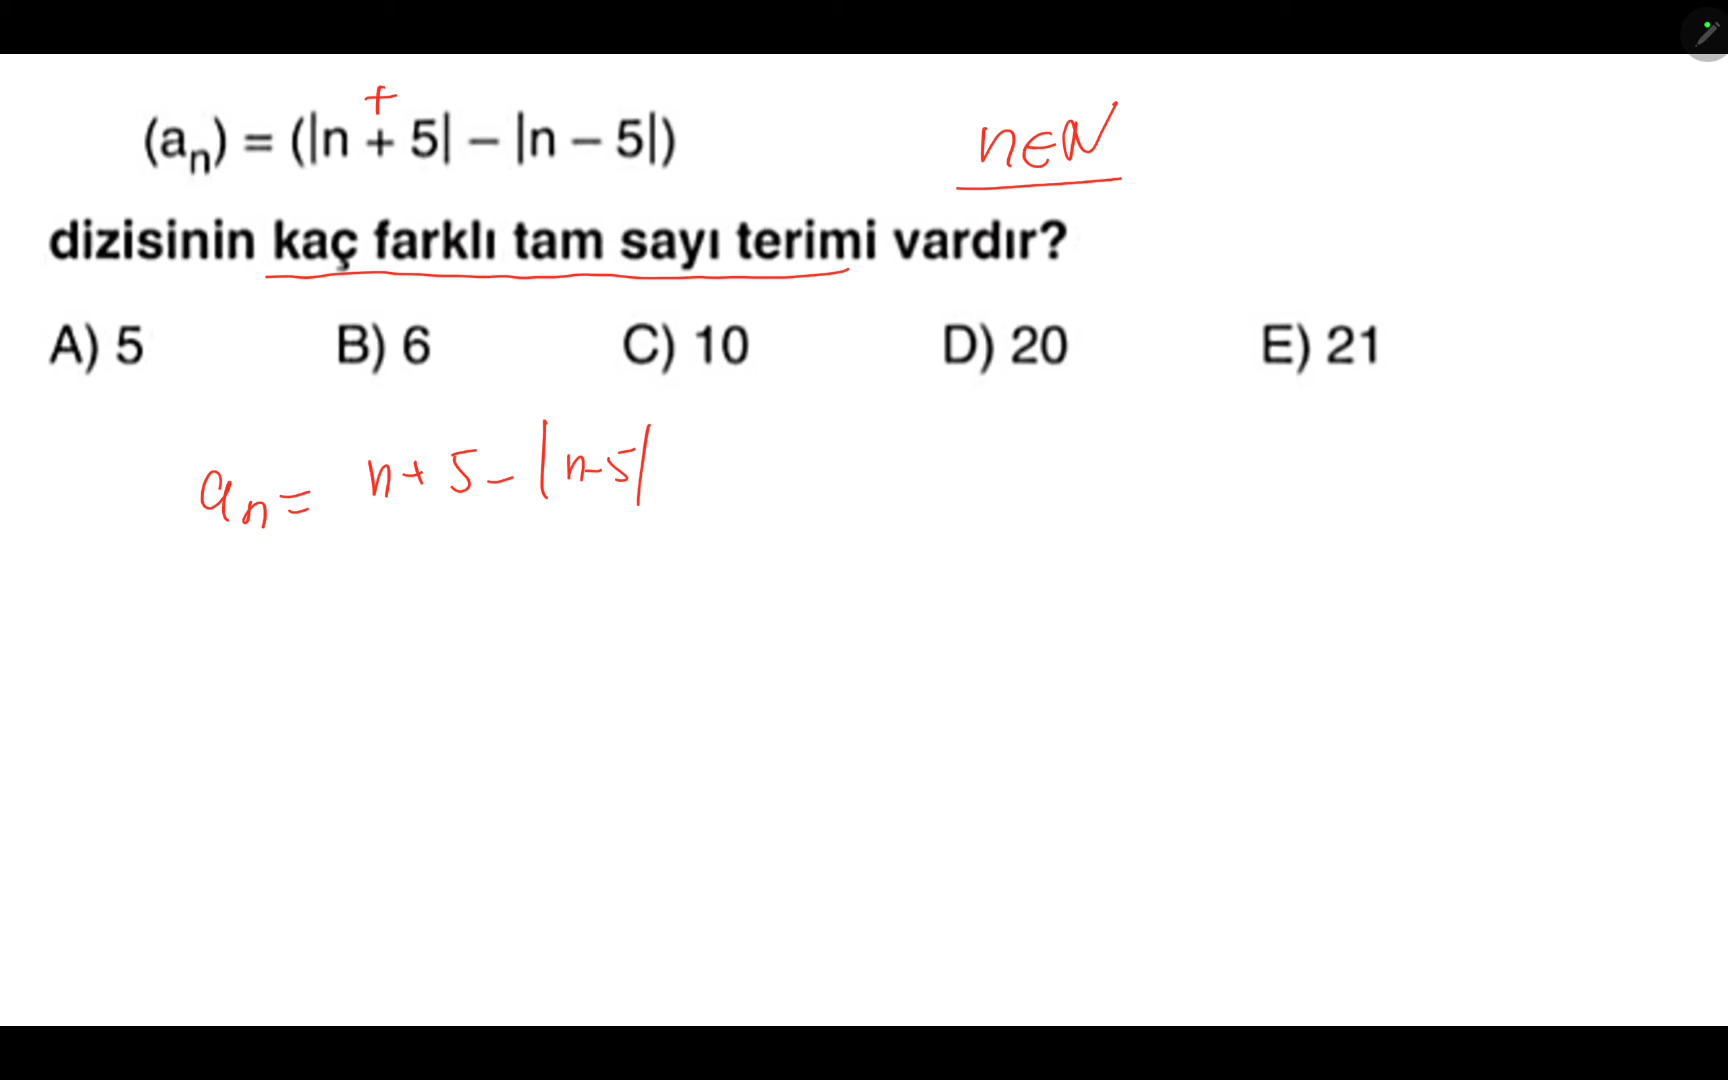 +
(aₙ) = (|n + 5| – |n – 5|) n∈N
dizisinin kaç farklı tam sayı terimi vardır?
A) 5 B) 6 C) 10 D) 20 E) 21
aₙ = n + 5 – |n-5|